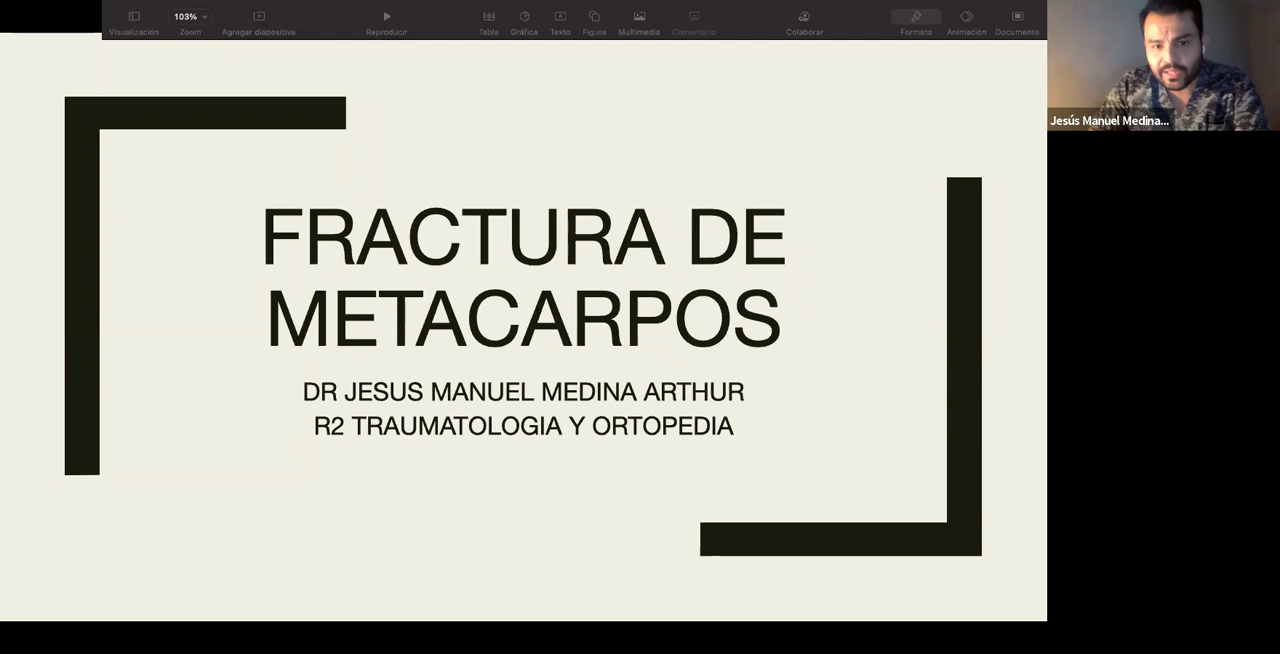 103%
Visualización Zoom Agregar diapositiva Reproducir Tabla Gráfica Texto Figura Multimedia Comentario Colaborar Formato Animación Documento
Jesús Manuel Medina...
FRACTURA DE
METACARPOS
DR JESUS MANUEL MEDINA ARTHUR
R2 TRAUMATOLOGIA Y ORTOPEDIA